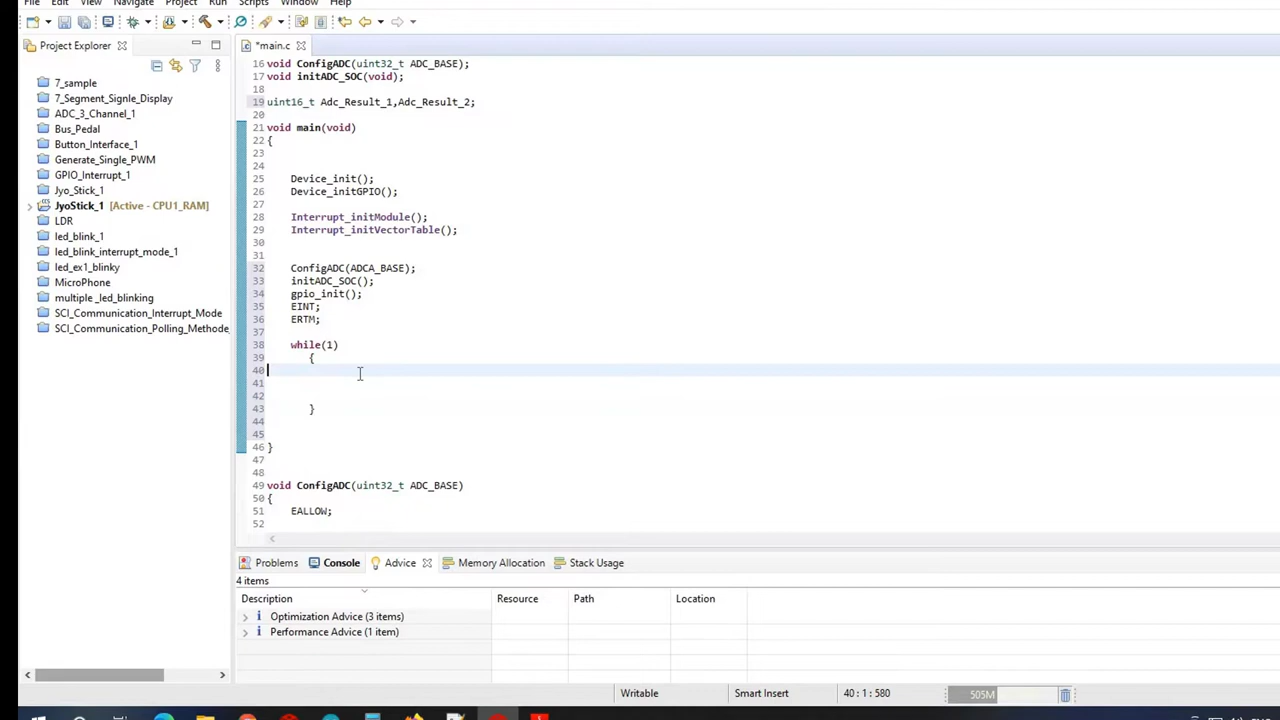 File Edit View Navigate Project Run Scripts Window Help
Project Explorer
*main.c
7_sample
7_Segment_Signle_Display
ADC_3_Channel_1
Bus_Pedal
Button_Interface_1
Generate_Single_PWM
GPIO_Interrupt_1
Jyo_Stick_1
JyoStick_1 [Active - CPU1_RAM]
LDR
led_blink_1
led_blink_interrupt_mode_1
led_ex1_blinky
MicroPhone
multiple _led_blinking
SCI_Communication_Interrupt_Mode
SCI_Communication_Polling_Methode_
16 void ConfigADC(uint32_t ADC_BASE);
17 void initADC_SOC(void);
18
19 uint16_t Adc_Result_1,Adc_Result_2;
20
21 void main(void)
22 {
23
24
25 Device_init();
26 Device_initGPIO();
27
28 Interrupt_initModule();
29 Interrupt_initVectorTable();
30
31
32 ConfigADC(ADCA_BASE);
33 initADC_SOC();
34 gpio_init();
35 EINT;
36 ERTM;
37
38 while(1)
39 {
40
41
42
43 }
44
45
46 }
47
48
49 void ConfigADC(uint32_t ADC_BASE)
50 {
51 EALLOW;
52
Problems Console Advice Memory Allocation Stack Usage
4 items
Description Resource Path Location
Optimization Advice (3 items)
Performance Advice (1 item)
Writable Smart Insert 40 : 1 : 580 505M